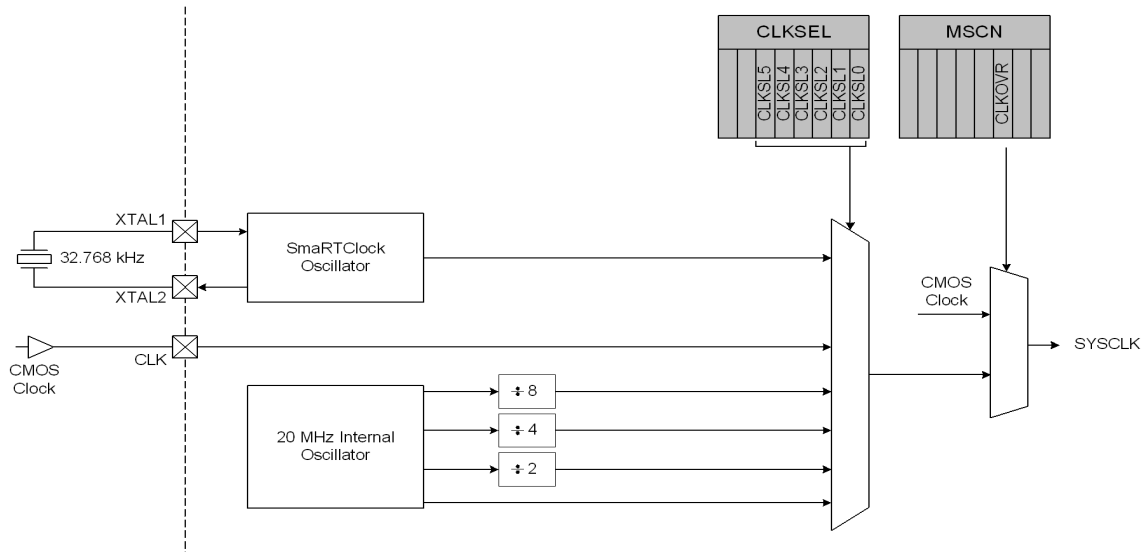 CLKSEL
MSCN
CLKSL5
CLKSL4
CLKSL3
CLKSL2
CLKSL1
CLKSL0
CLKOVR
XTAL1
32.768 kHz
XTAL2
SmaRTClock
Oscillator
CMOS
Clock
SYSCLK
CLK
CMOS
Clock
20 MHz Internal
Oscillator
÷ 8
÷ 4
÷ 2